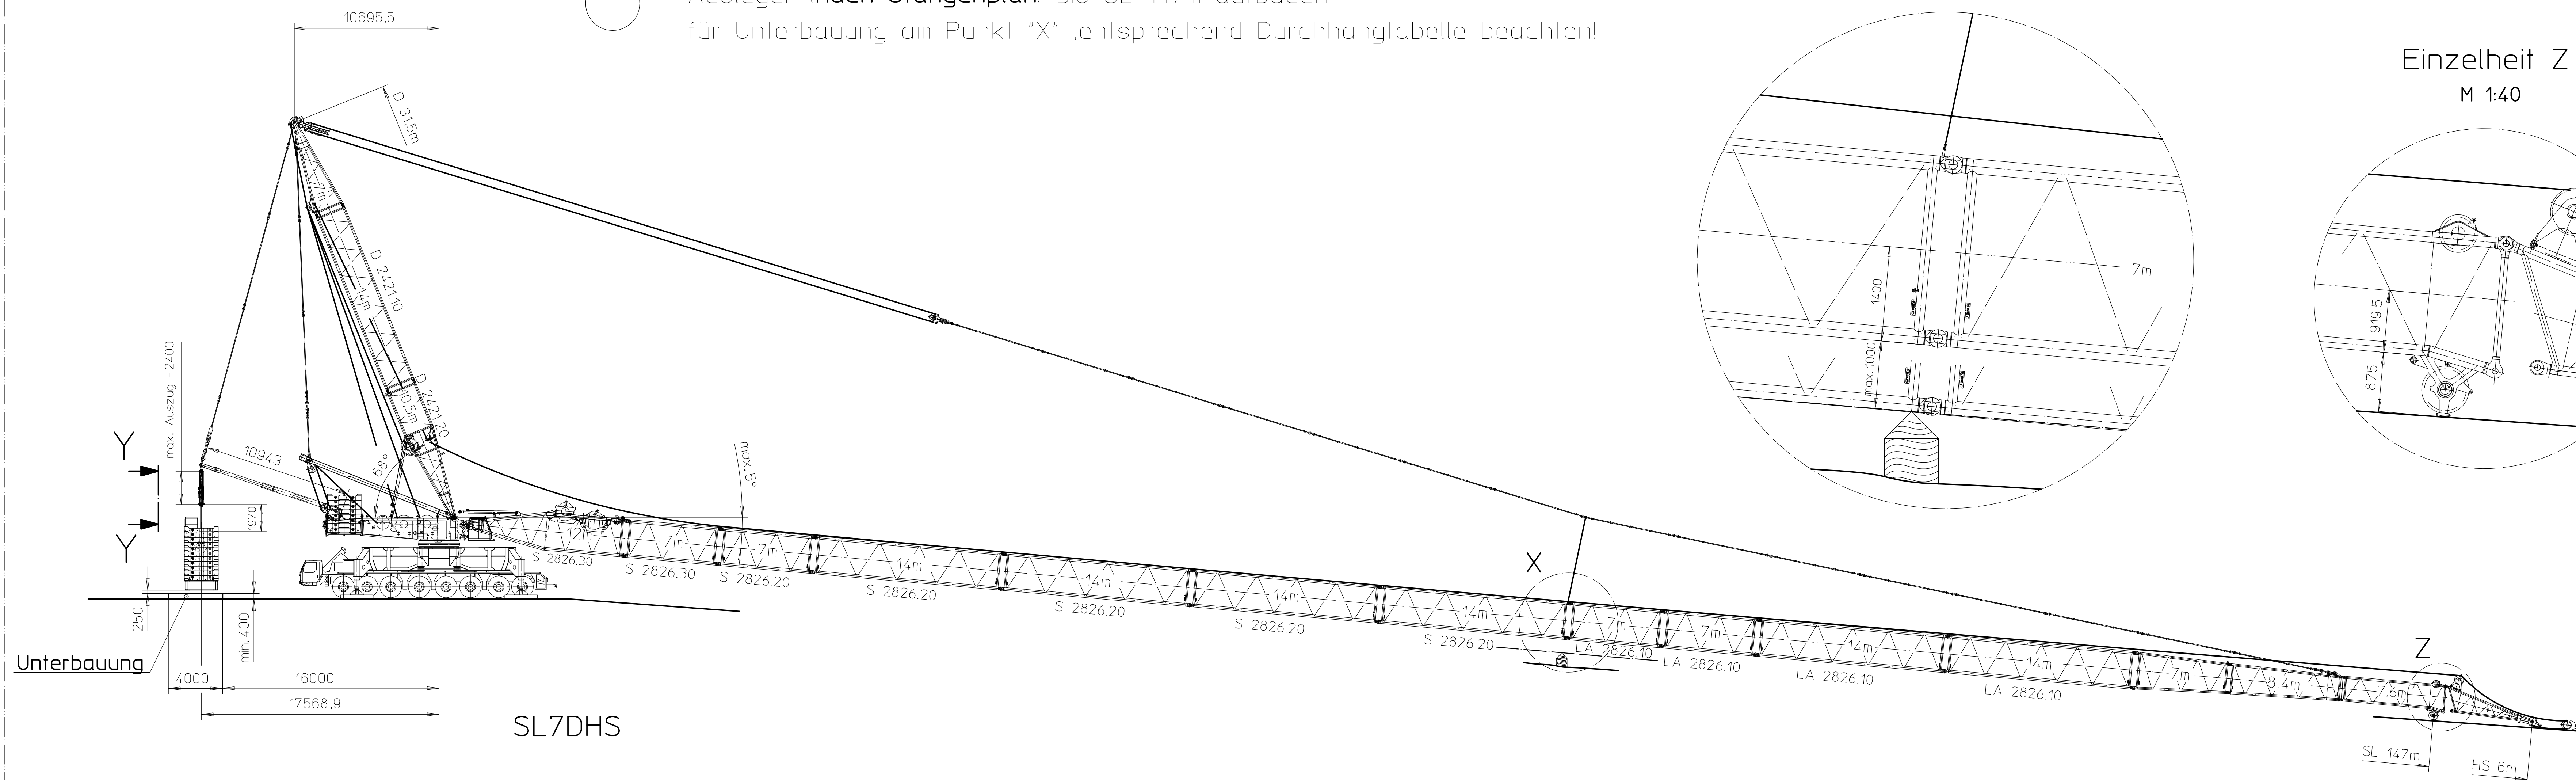 10695,5
-für Unterbauung am Punkt "X" ,entsprechend Durchhangtabelle beachten!
Einzelheit Z
M 1:40
D 31,5m
7m
D 2421.10
14m
D 2421.20
10.5m
68°
max. Auszug = 2400
10943
Y
Y
1970
250
min.400
Unterbauung
4000
16000
17568,9
SL7DHS
max.5°
12m
7m
7m
14m
14m
14m
14m
7m
7m
14m
14m
7m
8,4m
7,6m
S 2826.30
S 2826.30
S 2826.20
S 2826.20
S 2826.20
S 2826.20
S 2826.20
LA 2826.10
LA 2826.10
LA 2826.10
LA 2826.10
X
Z
SL 147m
HS 6m
1400
max.1000
7m
919,5
875